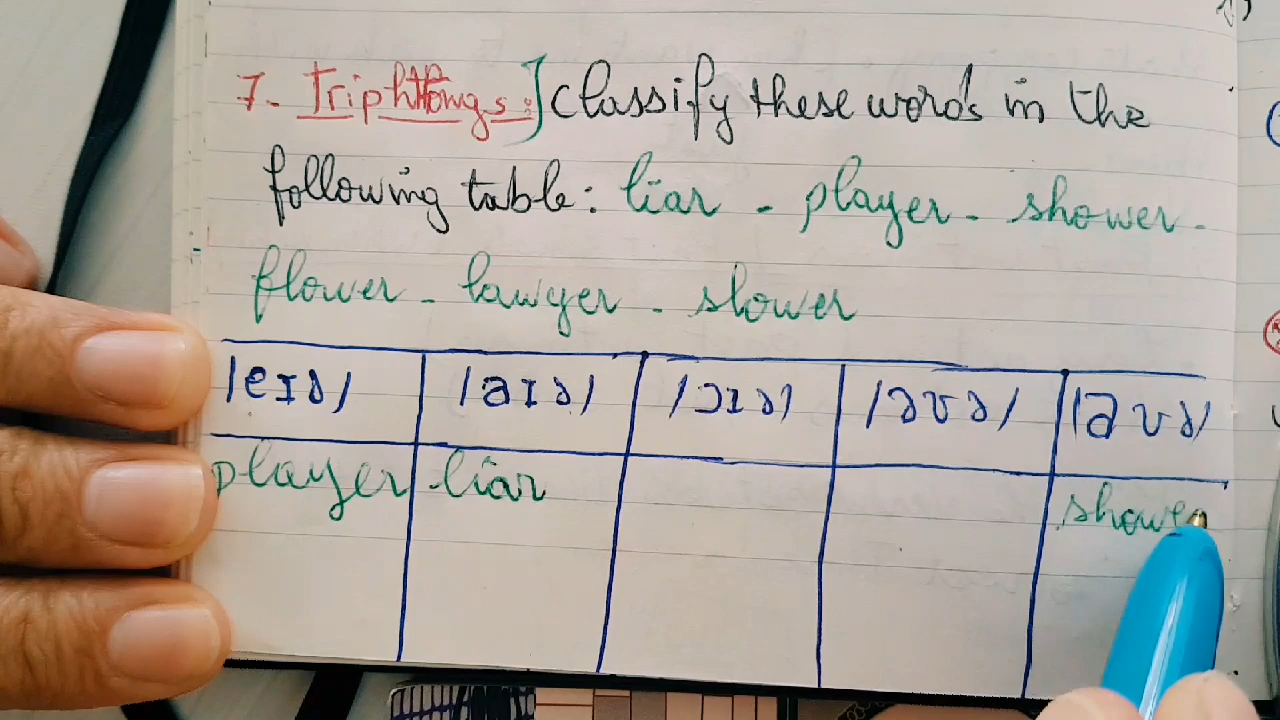 7- Triphthongs:] classify these words in the
following table: liar - player - shower -
flower - lawyer - slower
/eɪə/ /aɪə/ /ɔɪə/ /əʊə/ /aʊə/
player liar showe